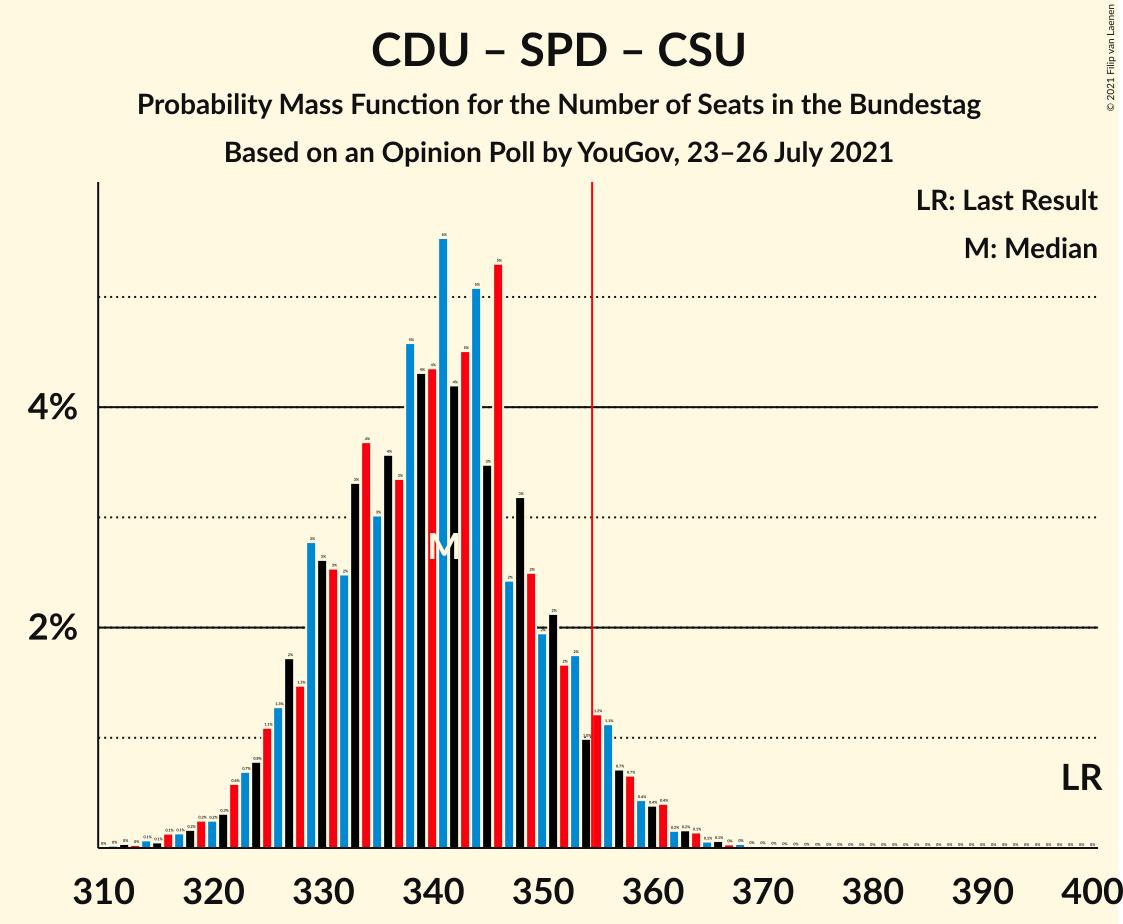 CDU – SPD – CSU
Probability Mass Function for the Number of Seats in the Bundestag
Based on an Opinion Poll by YouGov, 23–26 July 2021
© 2021 Filip van Laenen
LR: Last Result
M: Median
4%
2%
M
LR
310 320 330 340 350 360 370 380 390 400